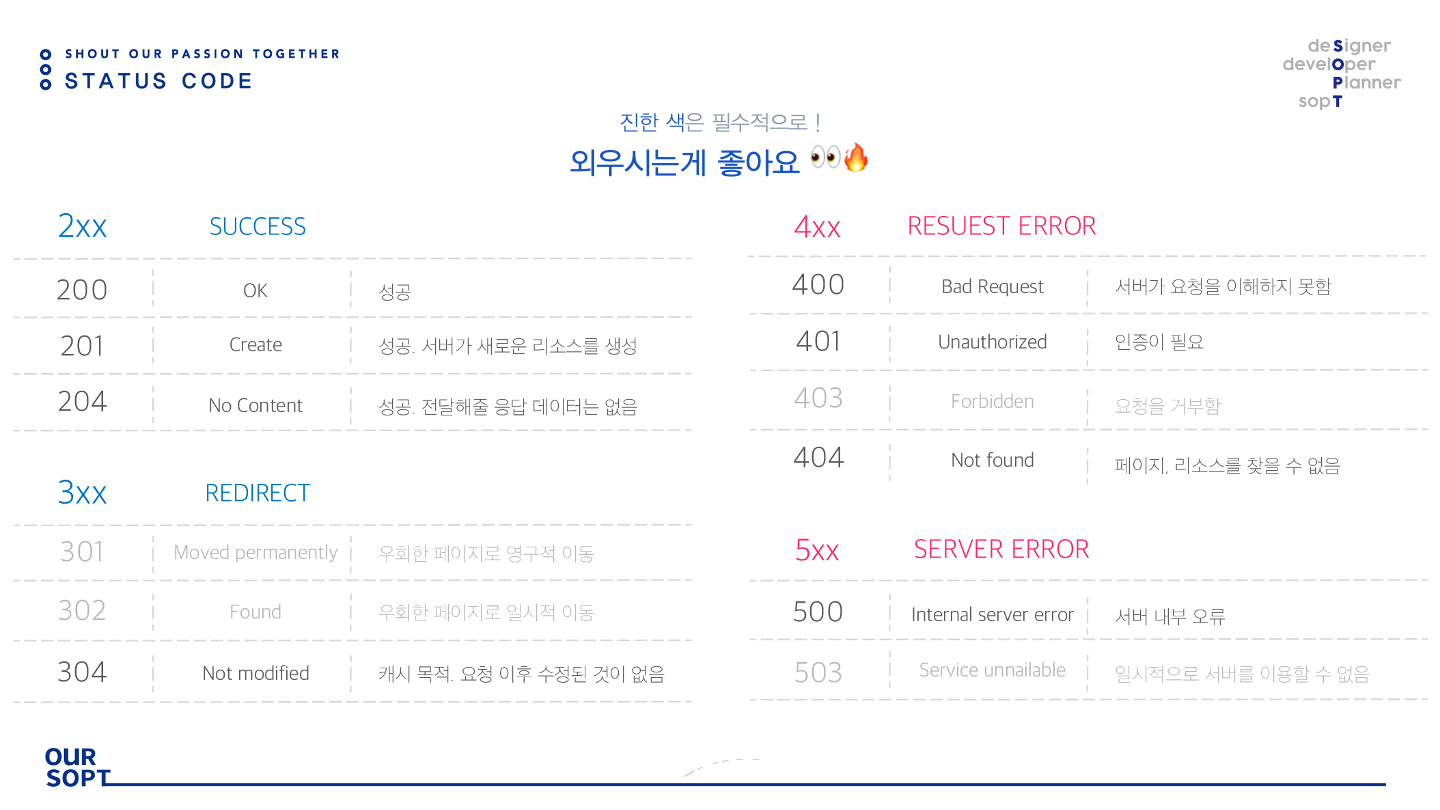 SHOUT OUR PASSION TOGETHER
STATUS CODE
deSigner
develOper
Planner
sopT
진한 색은 필수적으로 !
외우시는게 좋아요 👀🔥
2xx SUCCESS
200 OK 성공
201 Create 성공. 서버가 새로운 리소스를 생성
204 No Content 성공. 전달해줄 응답 데이터는 없음
3xx REDIRECT
301 Moved permanently 우회한 페이지로 영구적 이동
302 Found 우회한 페이지로 일시적 이동
304 Not modified 캐시 목적. 요청 이후 수정된 것이 없음
4xx RESUEST ERROR
400 Bad Request 서버가 요청을 이해하지 못함
401 Unauthorized 인증이 필요
403 Forbidden 요청을 거부함
404 Not found 페이지, 리소스를 찾을 수 없음
5xx SERVER ERROR
500 Internal server error 서버 내부 오류
503 Service unnailable 일시적으로 서버를 이용할 수 없음
OUR
SOPT